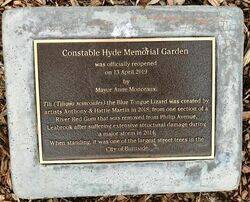 Constable Hyde Memorial Garden
was officially reopened
on 13 April 2019
by
Mayor Anne Monceaux
Tili (Tiliqua scincoides) the Blue Tongue Lizard was created by
artists Anthony & Hattie Martin in 2018, from one section of a
River Red Gum that was removed from Philip Avenue,
Leabrook after suffering extensive structural damage during
a major storm in 2014.
When standing, it was one of the largest street trees in the
City of Burnside.